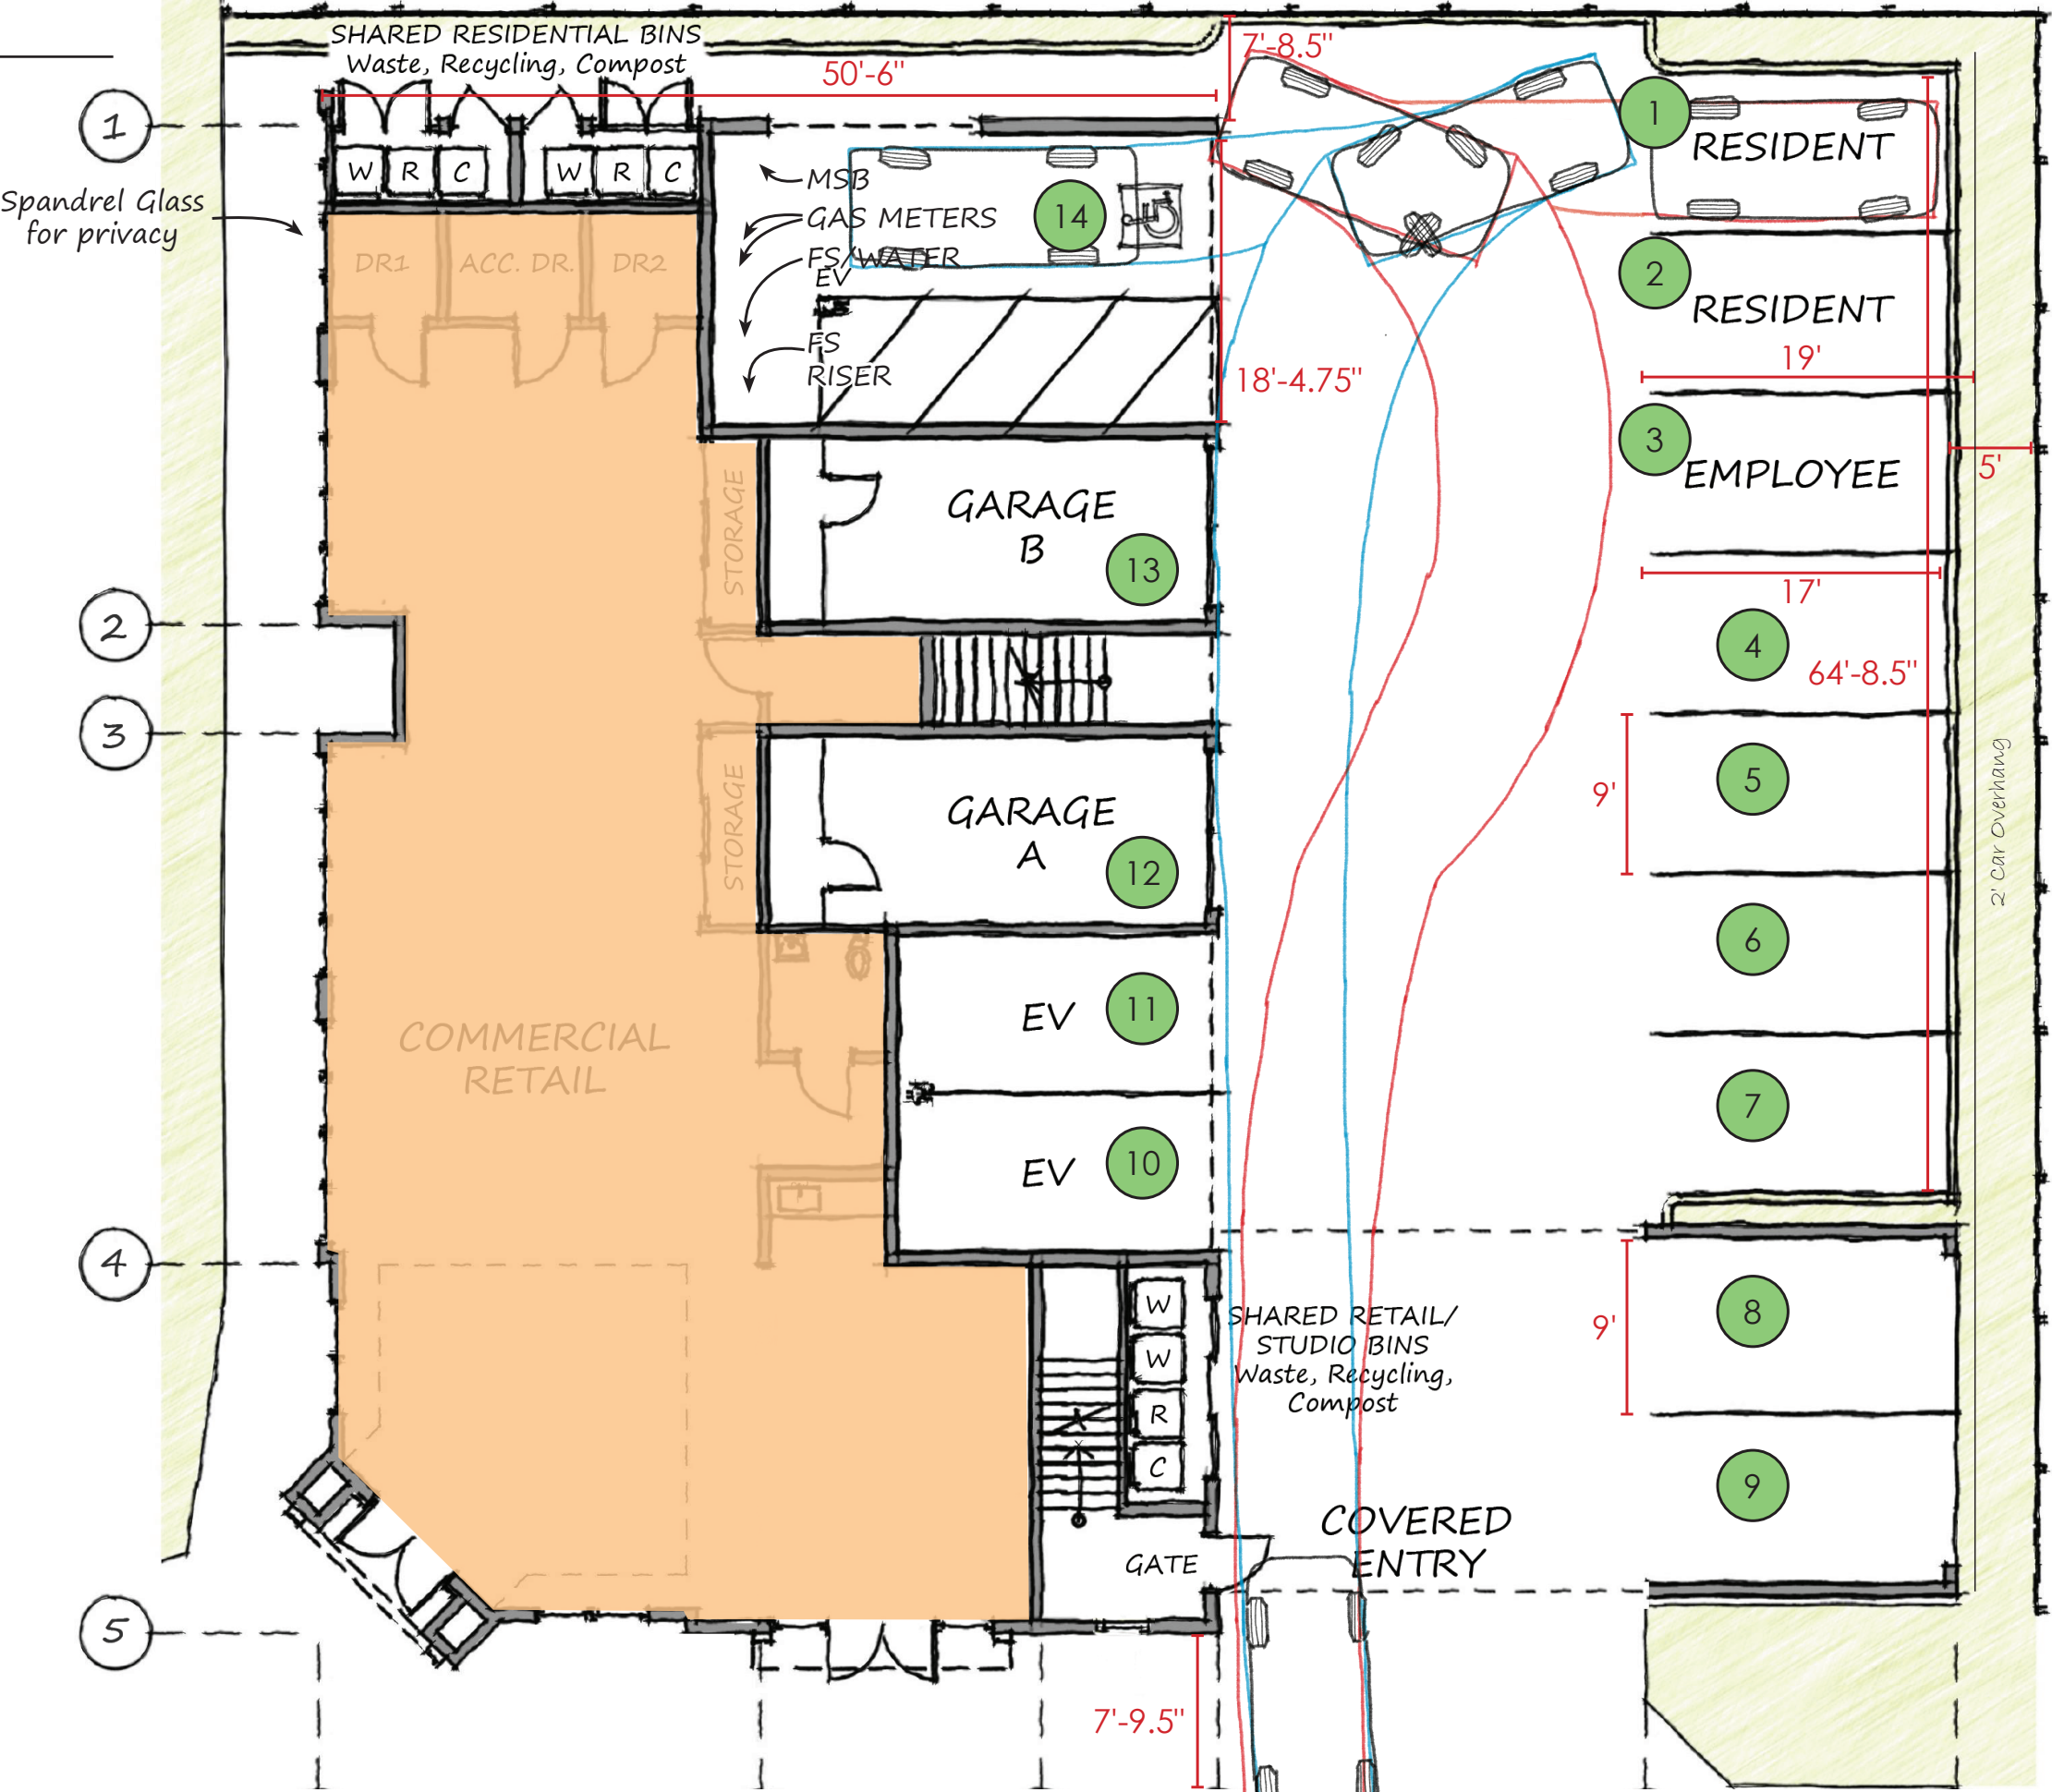 SHARED RESIDENTIAL BINS
Waste, Recycling, Compost
50'-6"
7'-8.5"
1
1
RESIDENT
W R C W R C
Spandrel Glass
for privacy
MSB
GAS METERS
FS/WATER
EV
FS
RISER
14
DR1 ACC. DR. DR2
2
RESIDENT
18'-4.75"
19'
3
EMPLOYEE
5'
STORAGE
GARAGE
B
13
17'
2
4
64'-8.5"
3
5
9'
STORAGE
GARAGE
A
12
2' Car Overhang
6
COMMERCIAL
RETAIL
EV 11
7
EV 10
4
W
W
R
C
SHARED RETAIL/
STUDIO BINS
Waste, Recycling,
Compost
9'
8
9
COVERED
ENTRY
GATE
5
7'-9.5"